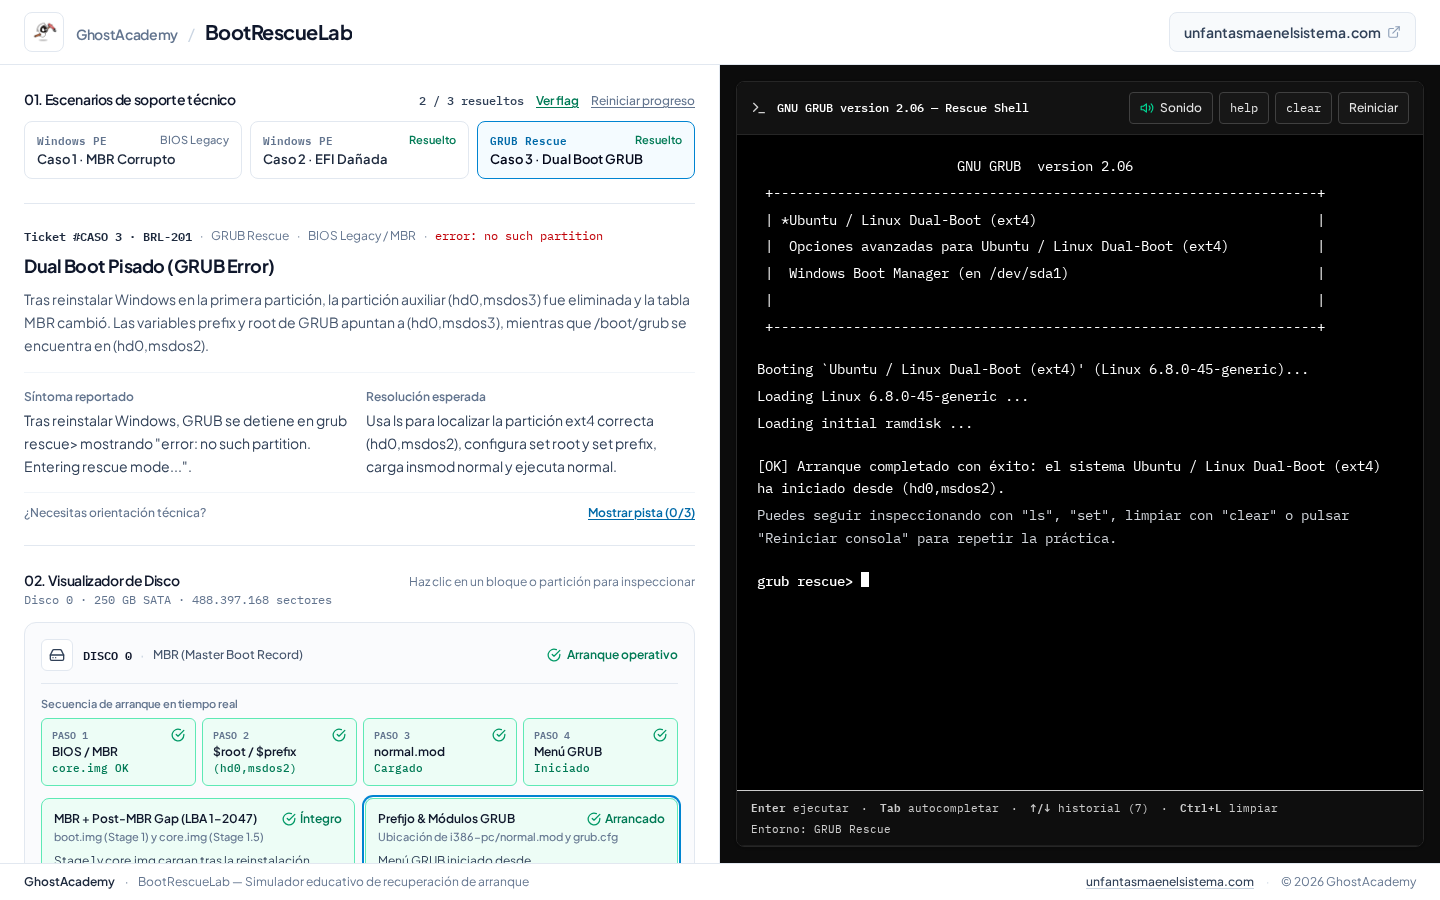 GhostAcademy / BootRescueLab
unfantasmaenelsistema.com
01. Escenarios de soporte técnico
2 / 3 resueltos Ver flag Reiniciar progreso
Windows PE BIOS Legacy
Caso 1 · MBR Corrupto
Windows PE Resuelto
Caso 2 · EFI Dañada
GRUB Rescue Resuelto
Caso 3 · Dual Boot GRUB
Ticket #CASO 3 · BRL-201 · GRUB Rescue · BIOS Legacy / MBR · error: no such partition
Dual Boot Pisado (GRUB Error)
Tras reinstalar Windows en la primera partición, la partición auxiliar (hd0,msdos3) fue eliminada y la tabla
MBR cambió. Las variables prefix y root de GRUB apuntan a (hd0,msdos3), mientras que /boot/grub se
encuentra en (hd0,msdos2).
Síntoma reportado
Tras reinstalar Windows, GRUB se detiene en grub
rescue> mostrando "error: no such partition.
Entering rescue mode...".
Resolución esperada
Usa ls para localizar la partición ext4 correcta
(hd0,msdos2), configura set root y set prefix,
carga insmod normal y ejecuta normal.
¿Necesitas orientación técnica? Mostrar pista (0/3)
02. Visualizador de Disco
Haz clic en un bloque o partición para inspeccionar
Disco 0 · 250 GB SATA · 488.397.168 sectores
DISCO 0 · MBR (Master Boot Record) Arranque operativo
Secuencia de arranque en tiempo real
PASO 1
BIOS / MBR
core.img OK
PASO 2
$root / $prefix
(hd0,msdos2)
PASO 3
normal.mod
Cargado
PASO 4
Menú GRUB
Iniciado
MBR + Post-MBR Gap (LBA 1–2047) Íntegro
boot.img (Stage 1) y core.img (Stage 1.5)
Stage 1 y core.img cargan tras la reinstalación
Prefijo & Módulos GRUB Arrancado
Ubicación de i386-pc/normal.mod y grub.cfg
Menú GRUB iniciado desde
>_ GNU GRUB version 2.06 — Rescue Shell
Sonido help clear Reiniciar
GNU GRUB  version 2.06
+--------------------------------------------------------------------+
| *Ubuntu / Linux Dual-Boot (ext4) |
|  Opciones avanzadas para Ubuntu / Linux Dual-Boot (ext4) |
|  Windows Boot Manager (en /dev/sda1) |
| |
+--------------------------------------------------------------------+
Booting `Ubuntu / Linux Dual-Boot (ext4)' (Linux 6.8.0-45-generic)...
Loading Linux 6.8.0-45-generic ...
Loading initial ramdisk ...
[OK] Arranque completado con éxito: el sistema Ubuntu / Linux Dual-Boot (ext4)
ha iniciado desde (hd0,msdos2).
Puedes seguir inspeccionando con "ls", "set", limpiar con "clear" o pulsar
"Reiniciar consola" para repetir la práctica.
grub rescue>
Enter ejecutar · Tab autocompletar · ↑/↓ historial (7) · Ctrl+L limpiar
Entorno: GRUB Rescue
GhostAcademy · BootRescueLab — Simulador educativo de recuperación de arranque
unfantasmaenelsistema.com · © 2026 GhostAcademy